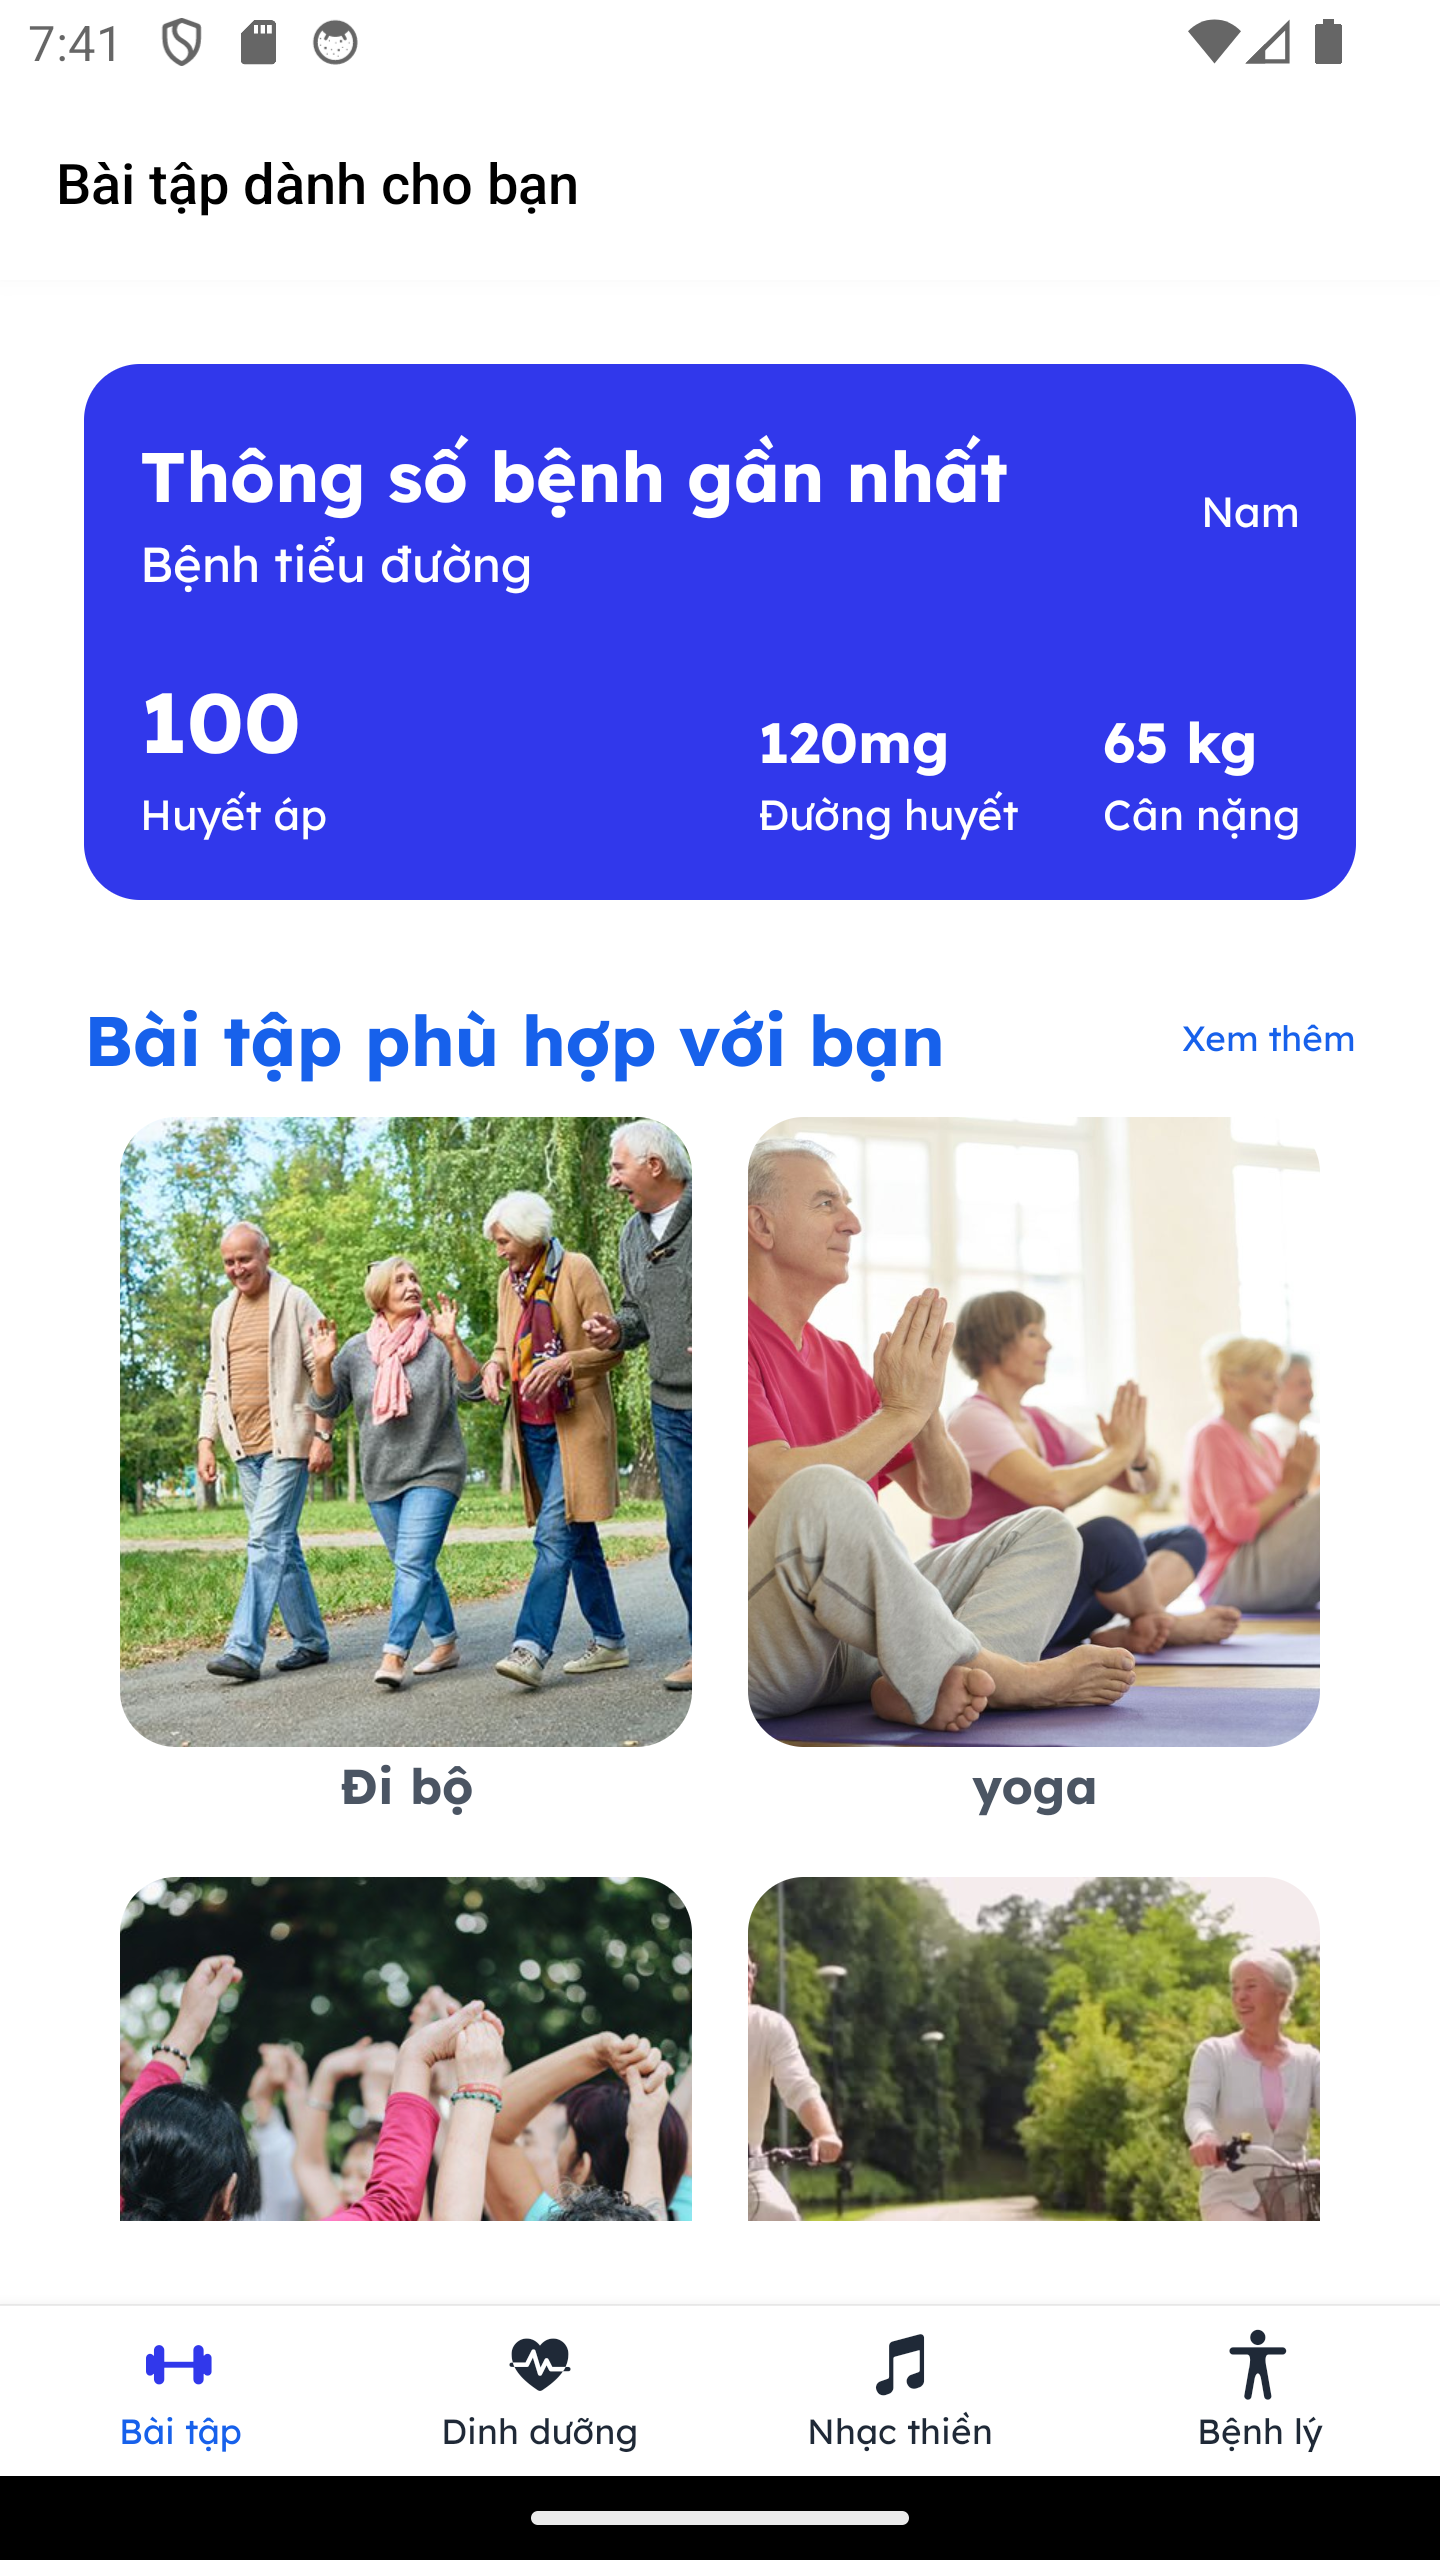 7:41
Bài tập dành cho bạn
Thông số bệnh gần nhất
Nam
Bệnh tiểu đường
100
120mg
65 kg
Huyết áp
Đường huyết
Cân nặng
Bài tập phù hợp với bạn
Xem thêm
Đi bộ
yoga
Bài tập
Dinh dưỡng
Nhạc thiền
Bệnh lý